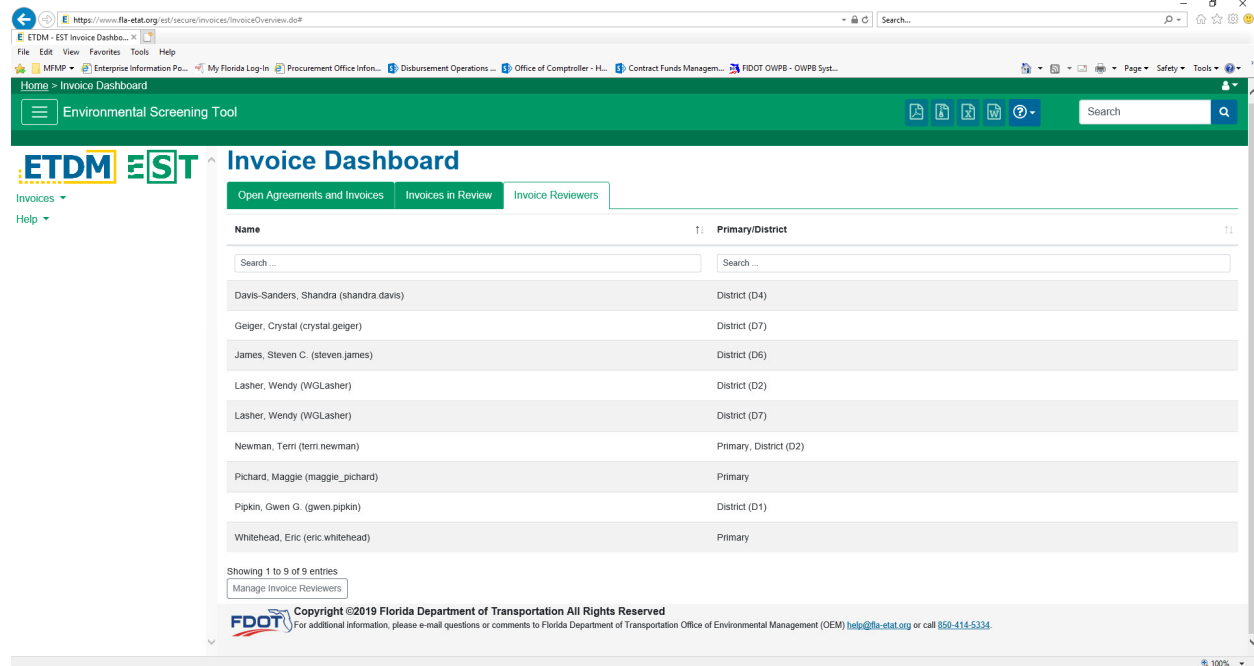 https://www.fla-etat.org/est/secure/invoices/InvoiceOverview.do#
Search...
ETDM - EST Invoice Dashbo...
File Edit View Favorites Tools Help
MFMP Enterprise Information Po... My Florida Log-In Procurement Office Infon... Disbursement Operations ... Office of Comptroller - H... Contract Funds Managem... FIDOT OWPB - OWPB Syst... Page Safety Tools
Home > Invoice Dashboard
Environmental Screening Tool
Search
ETDM EST
Invoices
Help
Invoice Dashboard
Open Agreements and Invoices Invoices in Review Invoice Reviewers
Name Primary/District
Search ... Search ...
Davis-Sanders, Shandra (shandra.davis) District (D4)
Geiger, Crystal (crystal.geiger) District (D7)
James, Steven C. (steven.james) District (D6)
Lasher, Wendy (WGLasher) District (D2)
Lasher, Wendy (WGLasher) District (D7)
Newman, Terri (terri.newman) Primary, District (D2)
Pichard, Maggie (maggie_pichard) Primary
Pipkin, Gwen G. (gwen.pipkin) District (D1)
Whitehead, Eric (eric.whitehead) Primary
Showing 1 to 9 of 9 entries
Manage Invoice Reviewers
FDOT
Copyright ©2019 Florida Department of Transportation All Rights Reserved
For additional information, please e-mail questions or comments to Florida Department of Transportation Office of Environmental Management (OEM) help@fla-etat.org or call 850-414-5334.
100%